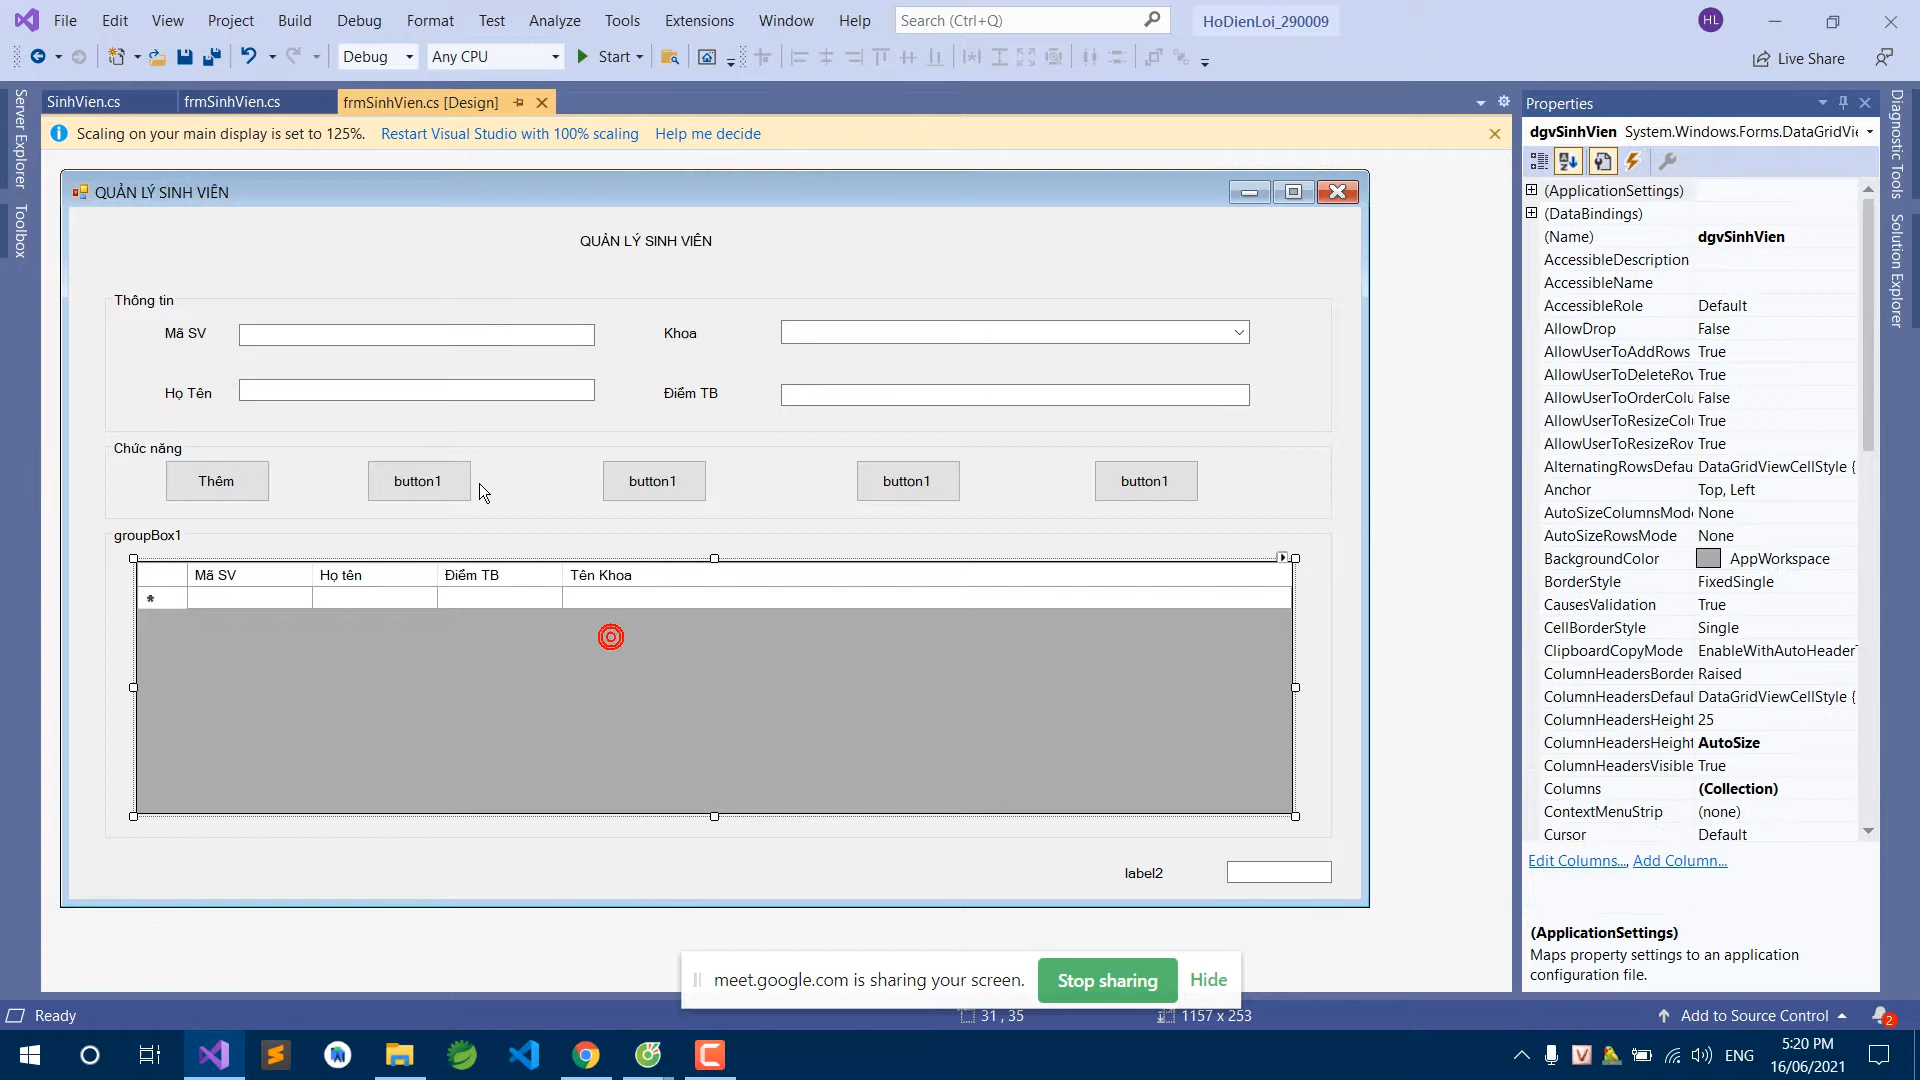 File Edit View Project Build Debug Format Test Analyze Tools Extensions Window Help Search (Ctrl+Q) HoDienLoi_290009 HL
Debug Any CPU Start Live Share
SinhVien.cs frmSinhVien.cs frmSinhVien.cs [Design]
Scaling on your main display is set to 125%. Restart Visual Studio with 100% scaling Help me decide
Server Explorer
Toolbox
QUẢN LÝ SINH VIÊN
QUẢN LÝ SINH VIÊN
Thông tin
Mã SV Khoa
Họ Tên Điểm TB
Chức năng
Thêm button1 button1 button1 button1
groupBox1
Mã SV Họ tên Điểm TB Tên Khoa
*
label2
Properties
dgvSinhVien System.Windows.Forms.DataGridVie
(ApplicationSettings)
(DataBindings)
(Name) dgvSinhVien
AccessibleDescription
AccessibleName
AccessibleRole Default
AllowDrop False
AllowUserToAddRows True
AllowUserToDeleteRov True
AllowUserToOrderColu False
AllowUserToResizeColu True
AllowUserToResizeRow True
AlternatingRowsDefau DataGridViewCellStyle {
Anchor Top, Left
AutoSizeColumnsMode None
AutoSizeRowsMode None
BackgroundColor AppWorkspace
BorderStyle FixedSingle
CausesValidation True
CellBorderStyle Single
ClipboardCopyMode EnableWithAutoHeaderT
ColumnHeadersBorder Raised
ColumnHeadersDefaul DataGridViewCellStyle {
ColumnHeadersHeight 25
ColumnHeadersHeight AutoSize
ColumnHeadersVisible True
Columns (Collection)
ContextMenuStrip (none)
Cursor Default
Edit Columns..., Add Column...
(ApplicationSettings)
Maps property settings to an application
configuration file.
Diagnostic Tools
Solution Explorer
meet.google.com is sharing your screen. Stop sharing Hide
Ready 31 , 35 1157 x 253 Add to Source Control 2
ENG 5:20 PM
16/06/2021